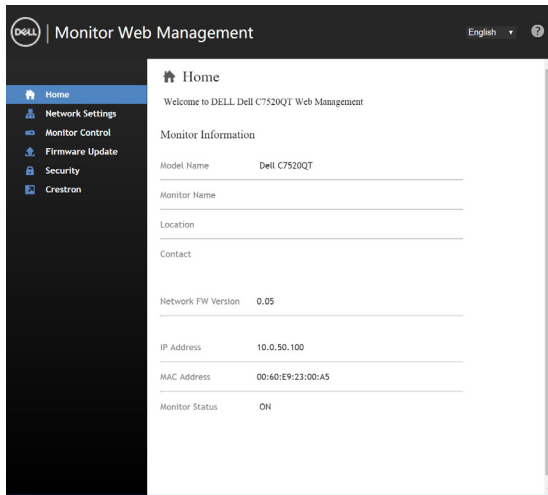 DELL | Monitor Web Management
English
?
Home
Network Settings
Monitor Control
Firmware Update
Security
Crestron
Home
Welcome to DELL Dell C7520QT Web Management
Monitor Information
Model Name Dell C7520QT
Monitor Name
Location
Contact
Network FW Version 0.05
IP Address 10.0.50.100
MAC Address 00:60:E9:23:00:A5
Monitor Status ON